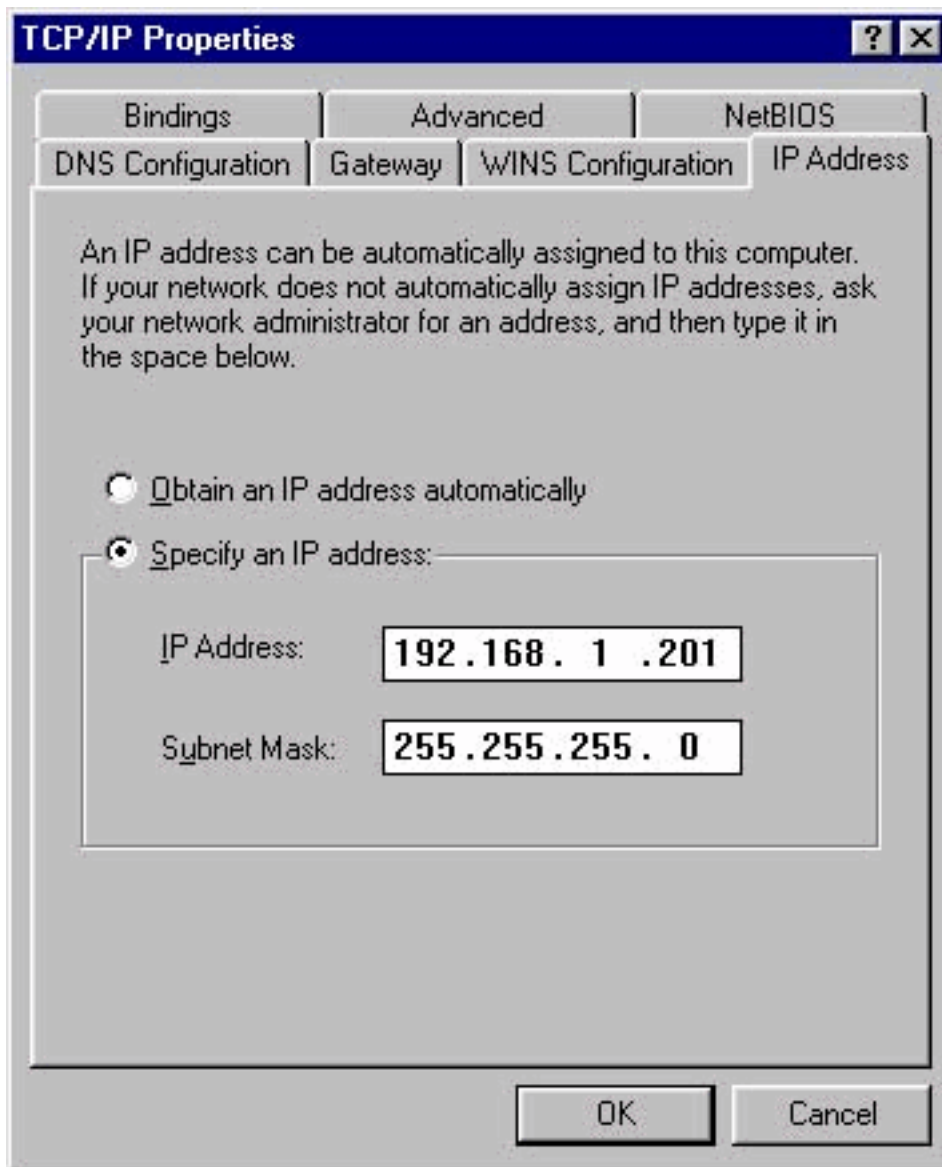 TCP/IP Properties
Bindings Advanced NetBIOS
DNS Configuration Gateway WINS Configuration IP Address
An IP address can be automatically assigned to this computer.
If your network does not automatically assign IP addresses, ask
your network administrator for an address, and then type it in
the space below.
Obtain an IP address automatically
Specify an IP address:
IP Address: 192.168. 1 .201
Subnet Mask: 255.255.255. 0
OK Cancel